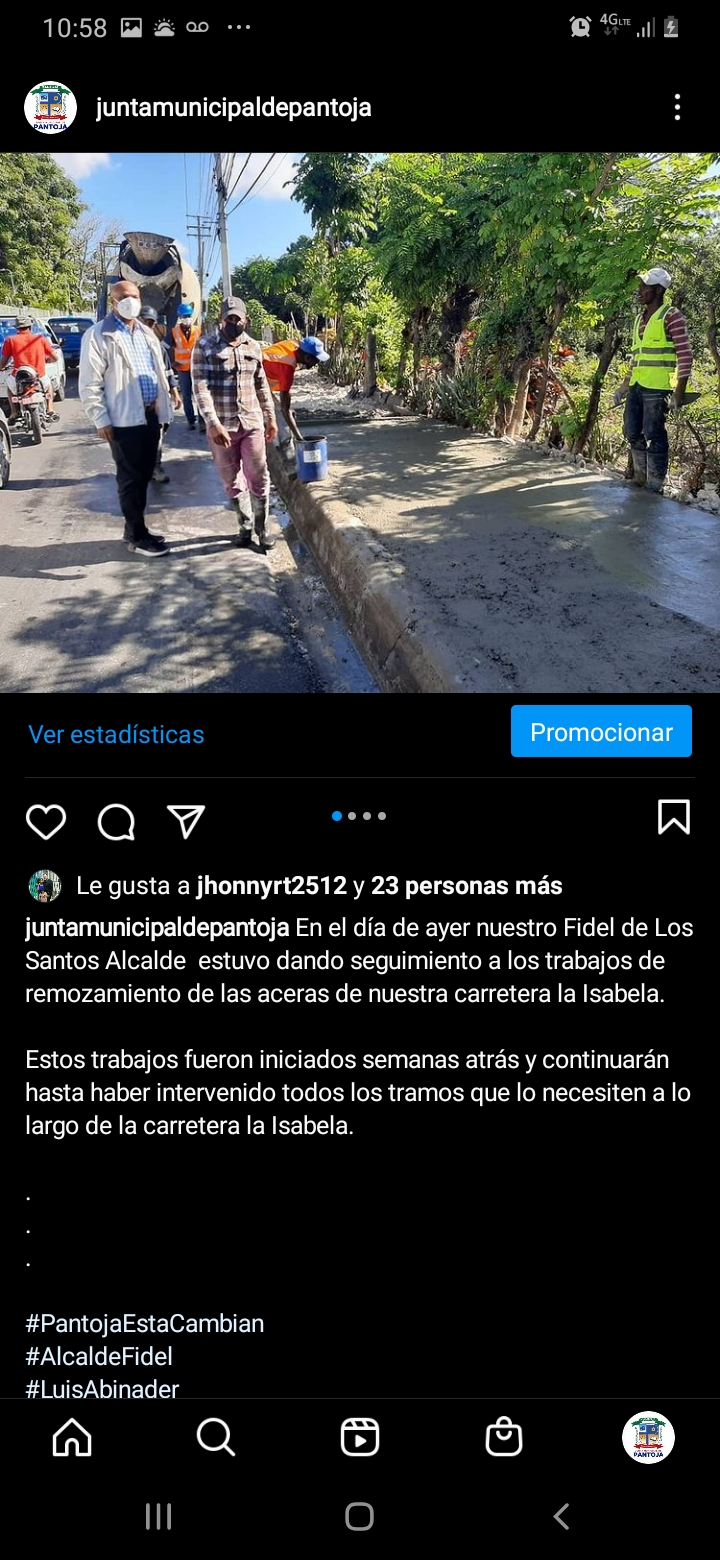 10:58
4G LTE
PANTOJA
juntamunicipaldepantoja
Ver estadísticas
Promocionar
Le gusta a jhonnyrt2512 y 23 personas más
juntamunicipaldepantoja En el día de ayer nuestro Fidel de Los
Santos Alcalde estuvo dando seguimiento a los trabajos de
remozamiento de las aceras de nuestra carretera la Isabela.
Estos trabajos fueron iniciados semanas atrás y continuarán
hasta haber intervenido todos los tramos que lo necesiten a lo
largo de la carretera la Isabela.
.
.
.
#PantojaEstaCambian
#AlcaldeFidel
#LuisAbinader
PANTOJA